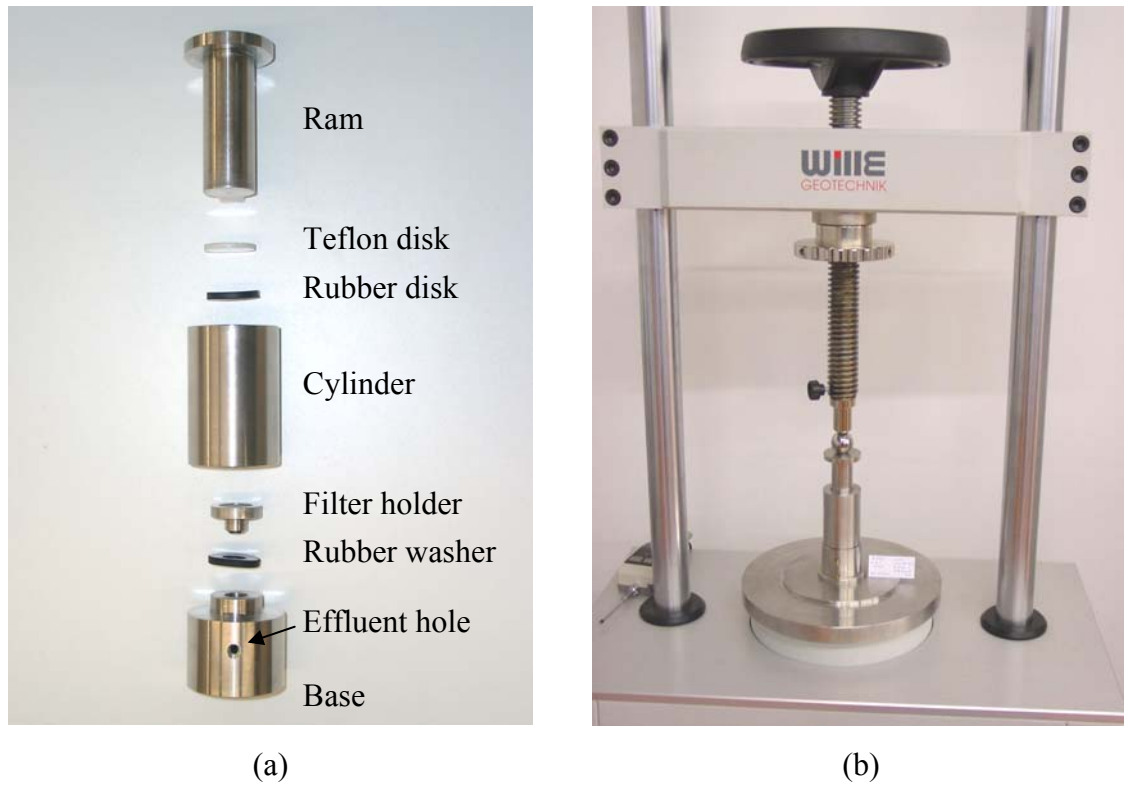 Ram
Teflon disk
Rubber disk
Cylinder
Filter holder
Rubber washer
Effluent hole
Base
WIllE
GEOTECHNIK
(a)
(b)